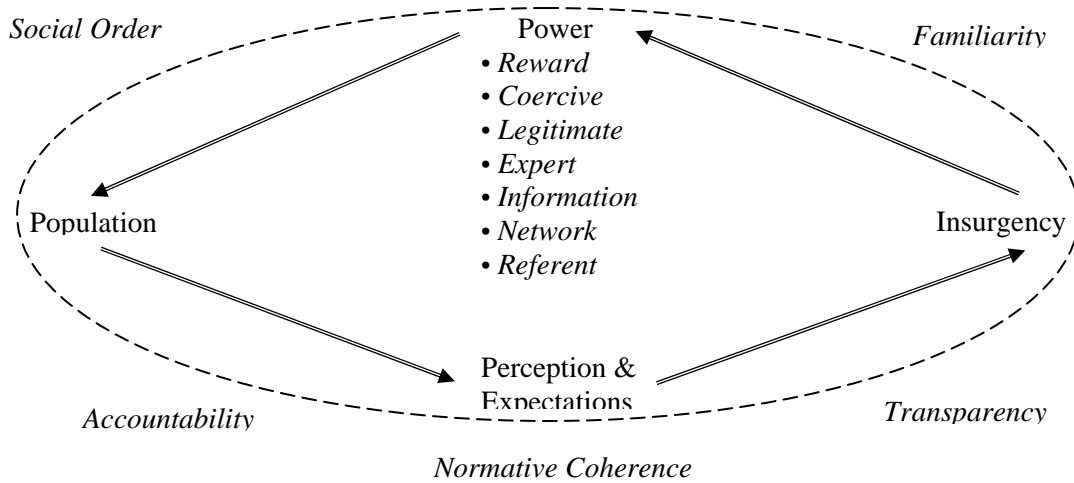 Social Order
Power
Familiarity
• Reward
• Coercive
• Legitimate
• Expert
• Information
• Network
• Referent
Population
Insurgency
Perception &
Expectations
Accountability
Transparency
Normative Coherence